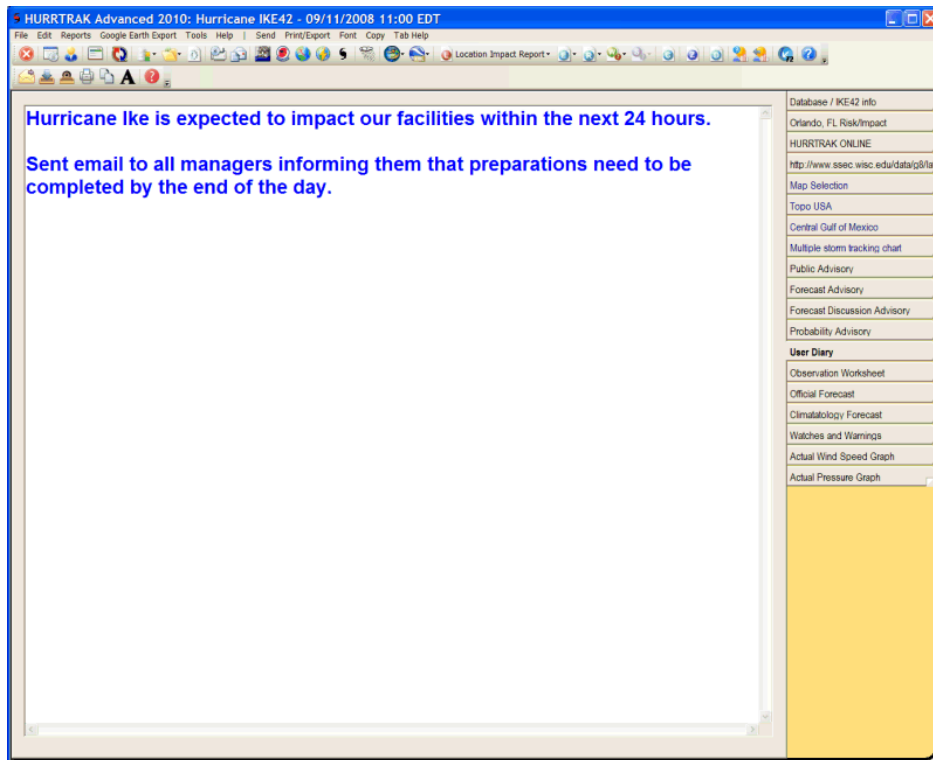 HURRTRAK Advanced 2010: Hurricane IKE42 - 09/11/2008 11:00 EDT
File Edit Reports Google Earth Export Tools Help | Send Print/Export Font Copy Tab Help
Location Impact Report
A
Hurricane Ike is expected to impact our facilities within the next 24 hours.
Sent email to all managers informing them that preparations need to be
completed by the end of the day.
Database / IKE42 info
Orlando, FL Risk/Impact
HURRTRAK ONLINE
http://www.ssec.wisc.edu/data/g8/la
Map Selection
Topo USA
Central Gulf of Mexico
Multiple storm tracking chart
Public Advisory
Forecast Advisory
Forecast Discussion Advisory
Probability Advisory
User Diary
Observation Worksheet
Official Forecast
Climatatology Forecast
Watches and Warnings
Actual Wind Speed Graph
Actual Pressure Graph